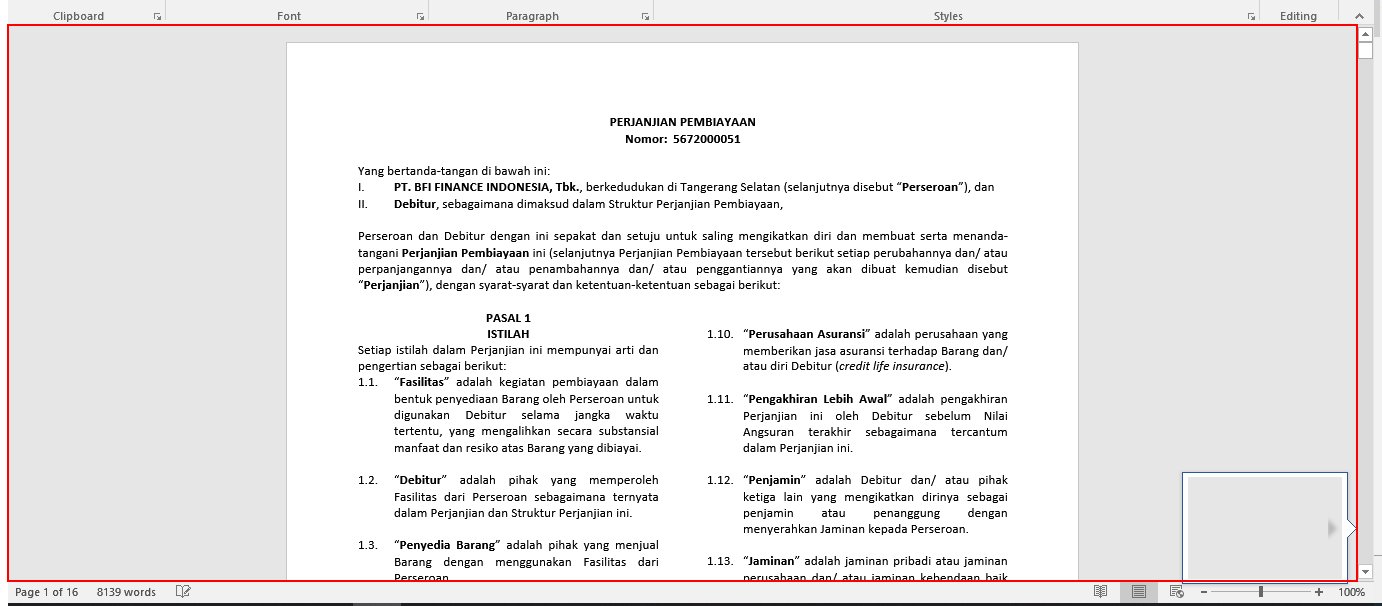 Clipboard
Font
Paragraph
Styles
Editing
PERJANJIAN PEMBIAYAAN
Nomor: 5672000051
Yang bertanda-tangan di bawah ini:
I. PT. BFI FINANCE INDONESIA, Tbk., berkedudukan di Tangerang Selatan (selanjutnya disebut “Perseroan”), dan
II. Debitur, sebagaimana dimaksud dalam Struktur Perjanjian Pembiayaan,
Perseroan dan Debitur dengan ini sepakat dan setuju untuk saling mengikatkan diri dan membuat serta menanda-
tangani Perjanjian Pembiayaan ini (selanjutnya Perjanjian Pembiayaan tersebut berikut setiap perubahannya dan/ atau
perpanjangannya dan/ atau penambahannya dan/ atau penggantiannya yang akan dibuat kemudian disebut
“Perjanjian”), dengan syarat-syarat dan ketentuan-ketentuan sebagai berikut:
PASAL 1
ISTILAH
Setiap istilah dalam Perjanjian ini mempunyai arti dan
pengertian sebagai berikut:
1.1. “Fasilitas” adalah kegiatan pembiayaan dalam
bentuk penyediaan Barang oleh Perseroan untuk
digunakan Debitur selama jangka waktu
tertentu, yang mengalihkan secara substansial
manfaat dan resiko atas Barang yang dibiayai.
1.2. “Debitur” adalah pihak yang memperoleh
Fasilitas dari Perseroan sebagaimana ternyata
dalam Perjanjian dan Struktur Perjanjian ini.
1.3. “Penyedia Barang” adalah pihak yang menjual
Barang dengan menggunakan Fasilitas dari
Perseroan
1.10. “Perusahaan Asuransi” adalah perusahaan yang
memberikan jasa asuransi terhadap Barang dan/
atau diri Debitur (credit life insurance).
1.11. “Pengakhiran Lebih Awal” adalah pengakhiran
Perjanjian ini oleh Debitur sebelum Nilai
Angsuran terakhir sebagaimana tercantum
dalam Perjanjian ini.
1.12. “Penjamin” adalah Debitur dan/ atau pihak
ketiga lain yang mengikatkan dirinya sebagai
penjamin atau penanggung dengan
menyerahkan Jaminan kepada Perseroan.
1.13. “Jaminan” adalah jaminan pribadi atau jaminan
perusahaan dan/ atau jaminan kebendaan baik
Page 1 of 16
8139 words
100%